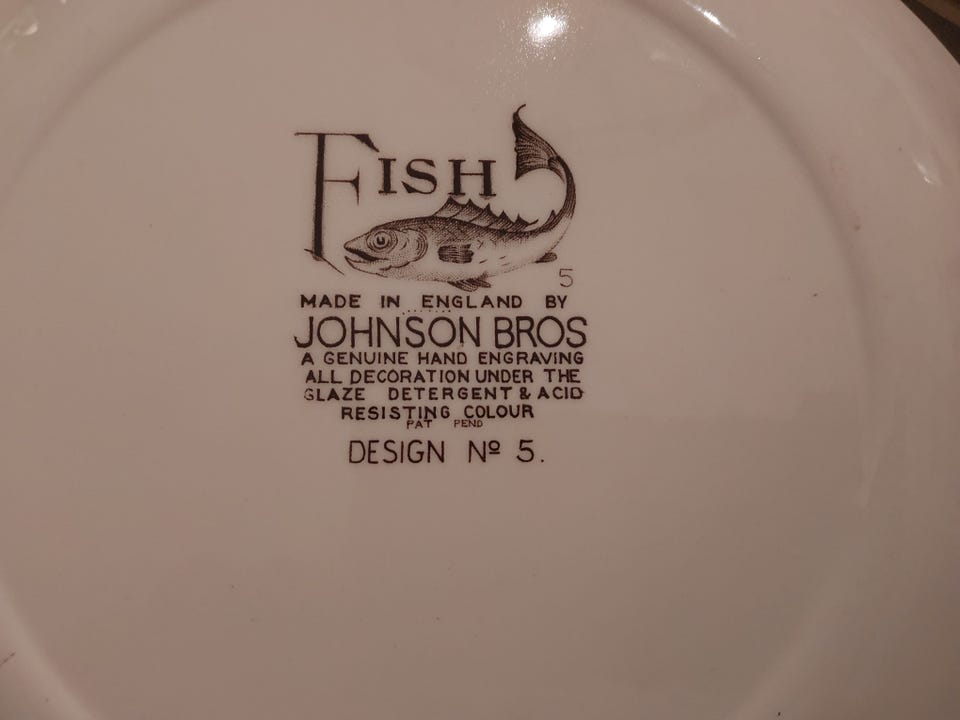 FISH
5
MADE IN ENGLAND BY
JOHNSON BROS
A GENUINE HAND ENGRAVING
ALL DECORATION UNDER THE
GLAZE DETERGENT & ACID
RESISTING COLOUR
PAT PEND
DESIGN Nº 5.